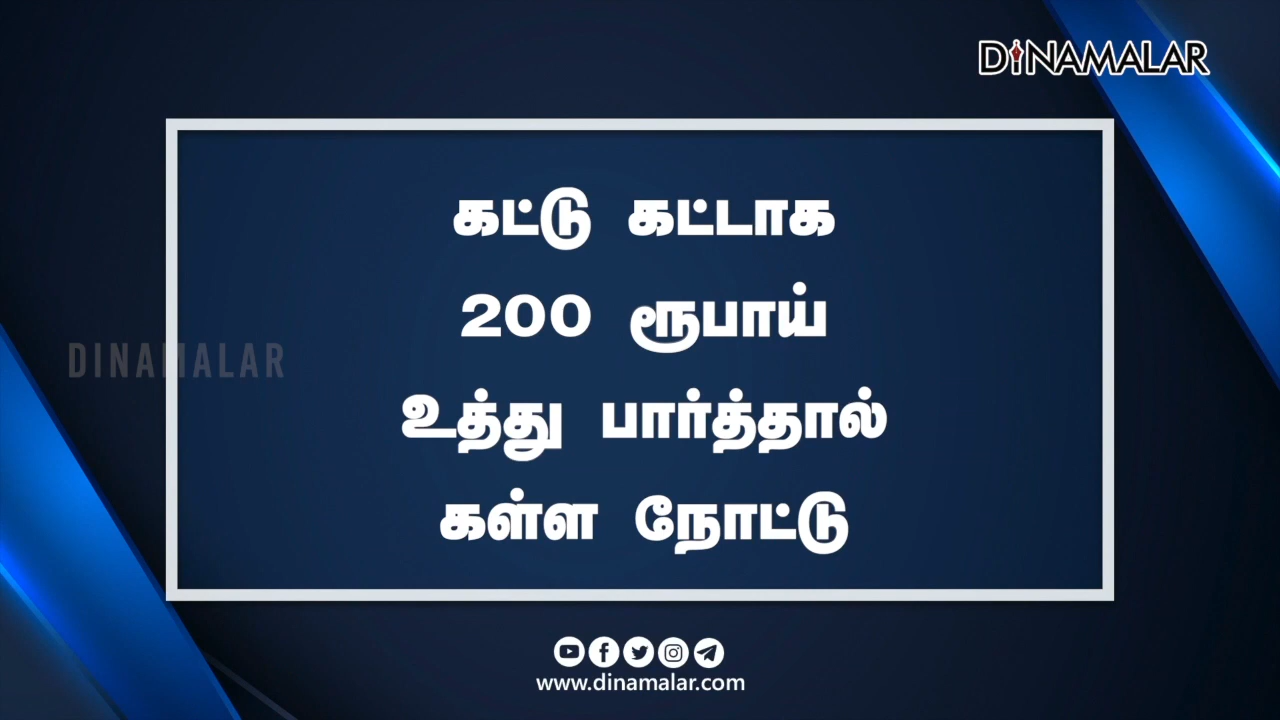 DINAMALAR
கட்டு கட்டாக
200 ரூபாய்
DINAMALAR
உத்து பார்த்தால்
கள்ள நோட்டு
www.dinamalar.com